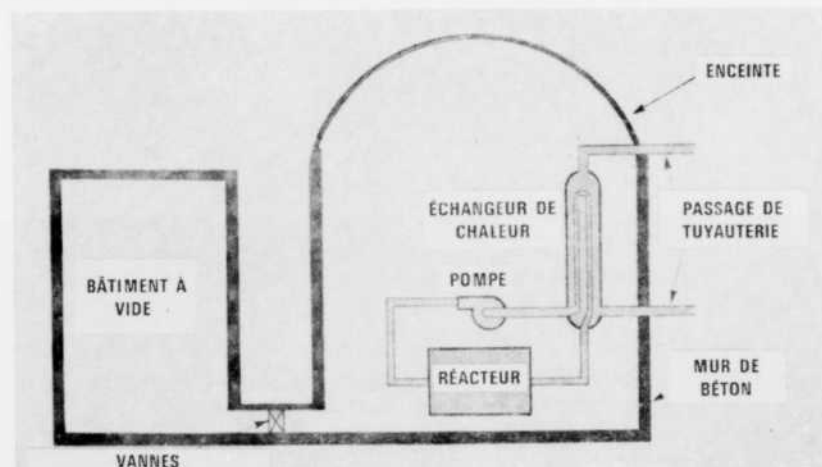 ENCEINTE
ÉCHANGEUR DE
CHALEUR
PASSAGE DE
TUYAUTERIE
BÂTIMENT À
VIDE
POMPE
RÉACTEUR
MUR DE
BÉTON
VANNES